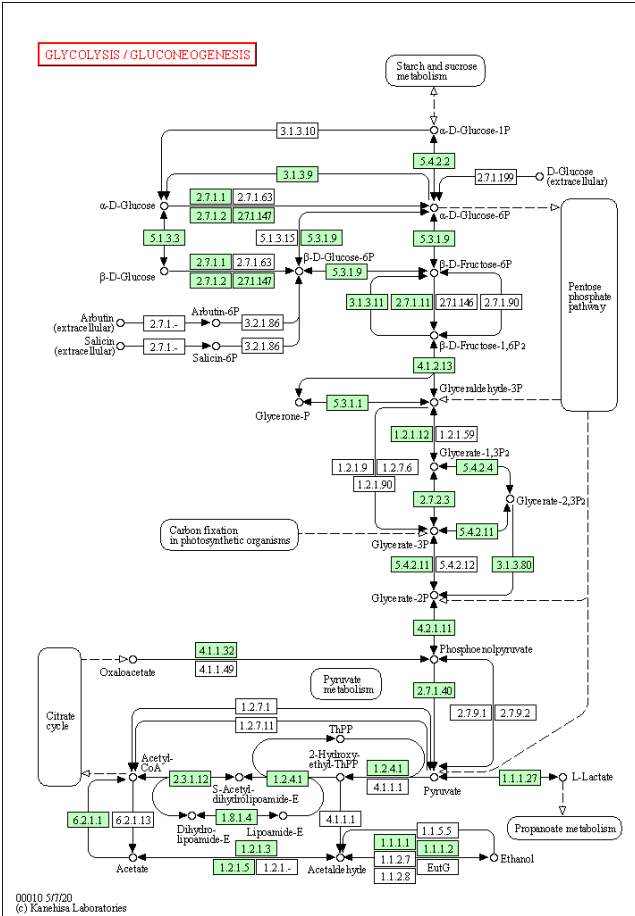 GLYCOLYSIS / GLUCONEOGENESIS
Starch and sucrose
metabolism
3.1.3.10
α-D-Glucose-1P
5.4.2.2
3.1.3.9
D-Glucose
(extracellular)
2.7.1.199
2.7.1.1
2.7.1.63
α-D-Glucose
2.7.1.2
2.7.1.147
α-D-Glucose-6P
5.1.3.3
5.1.3.15
5.3.1.9
5.3.1.9
2.7.1.1
2.7.1.63
β-D-Glucose-6P
β-D-Glucose
2.7.1.2
2.7.1.147
5.3.1.9
β-D-Fructose-6P
Pentose
phosphate
pathway
3.1.3.11
2.7.1.11
2.7.1.146
2.7.1.90
Arbutin
(extracellular)
2.7.1.-
Arbutin-6P
3.2.1.86
Salicin
(extracellular)
2.7.1.-
Salicin-6P
3.2.1.86
β-D-Fructose-1,6P2
4.1.2.13
Glyceraldehyde-3P
Glycerone-P
5.3.1.1
1.2.1.12
1.2.1.59
Glycerate-1,3P2
1.2.1.9
1.2.7.6
1.2.1.90
5.4.2.4
2.7.2.3
Glycerate-2,3P2
Carbon fixation
in photosynthetic organisms
Glycerate-3P
5.4.2.11
5.4.2.11
5.4.2.12
3.1.3.80
Glycerate-2P
4.2.1.11
4.1.1.32
Oxaloacetate
4.1.1.49
Phosphoenolpyruvate
Pyruvate
metabolism
2.7.1.40
Citrate
cycle
1.2.7.1
1.2.7.11
2.7.9.1
2.7.9.2
ThPP
Acetyl-
CoA
2-Hydroxy-
ethyl-ThPP
2.3.1.12
1.2.4.1
1.2.4.1
4.1.1.1
Pyruvate
1.1.1.27
L-Lactate
S-Acetyl-
dihydrolipoamide-E
6.2.1.1
6.2.1.13
Dihydro-
lipoamide-E
1.8.1.4
Lipoamide-E
4.1.1.1
Propanoate metabolism
1.1.5.5
1.2.1.3
1.1.1.1
1.1.1.2
Acetate
1.2.1.5
1.2.1.-
Acetaldehyde
1.1.2.7
EutG
Ethanol
1.1.2.8
00010 5/7/20
(c) Kanehisa Laboratories